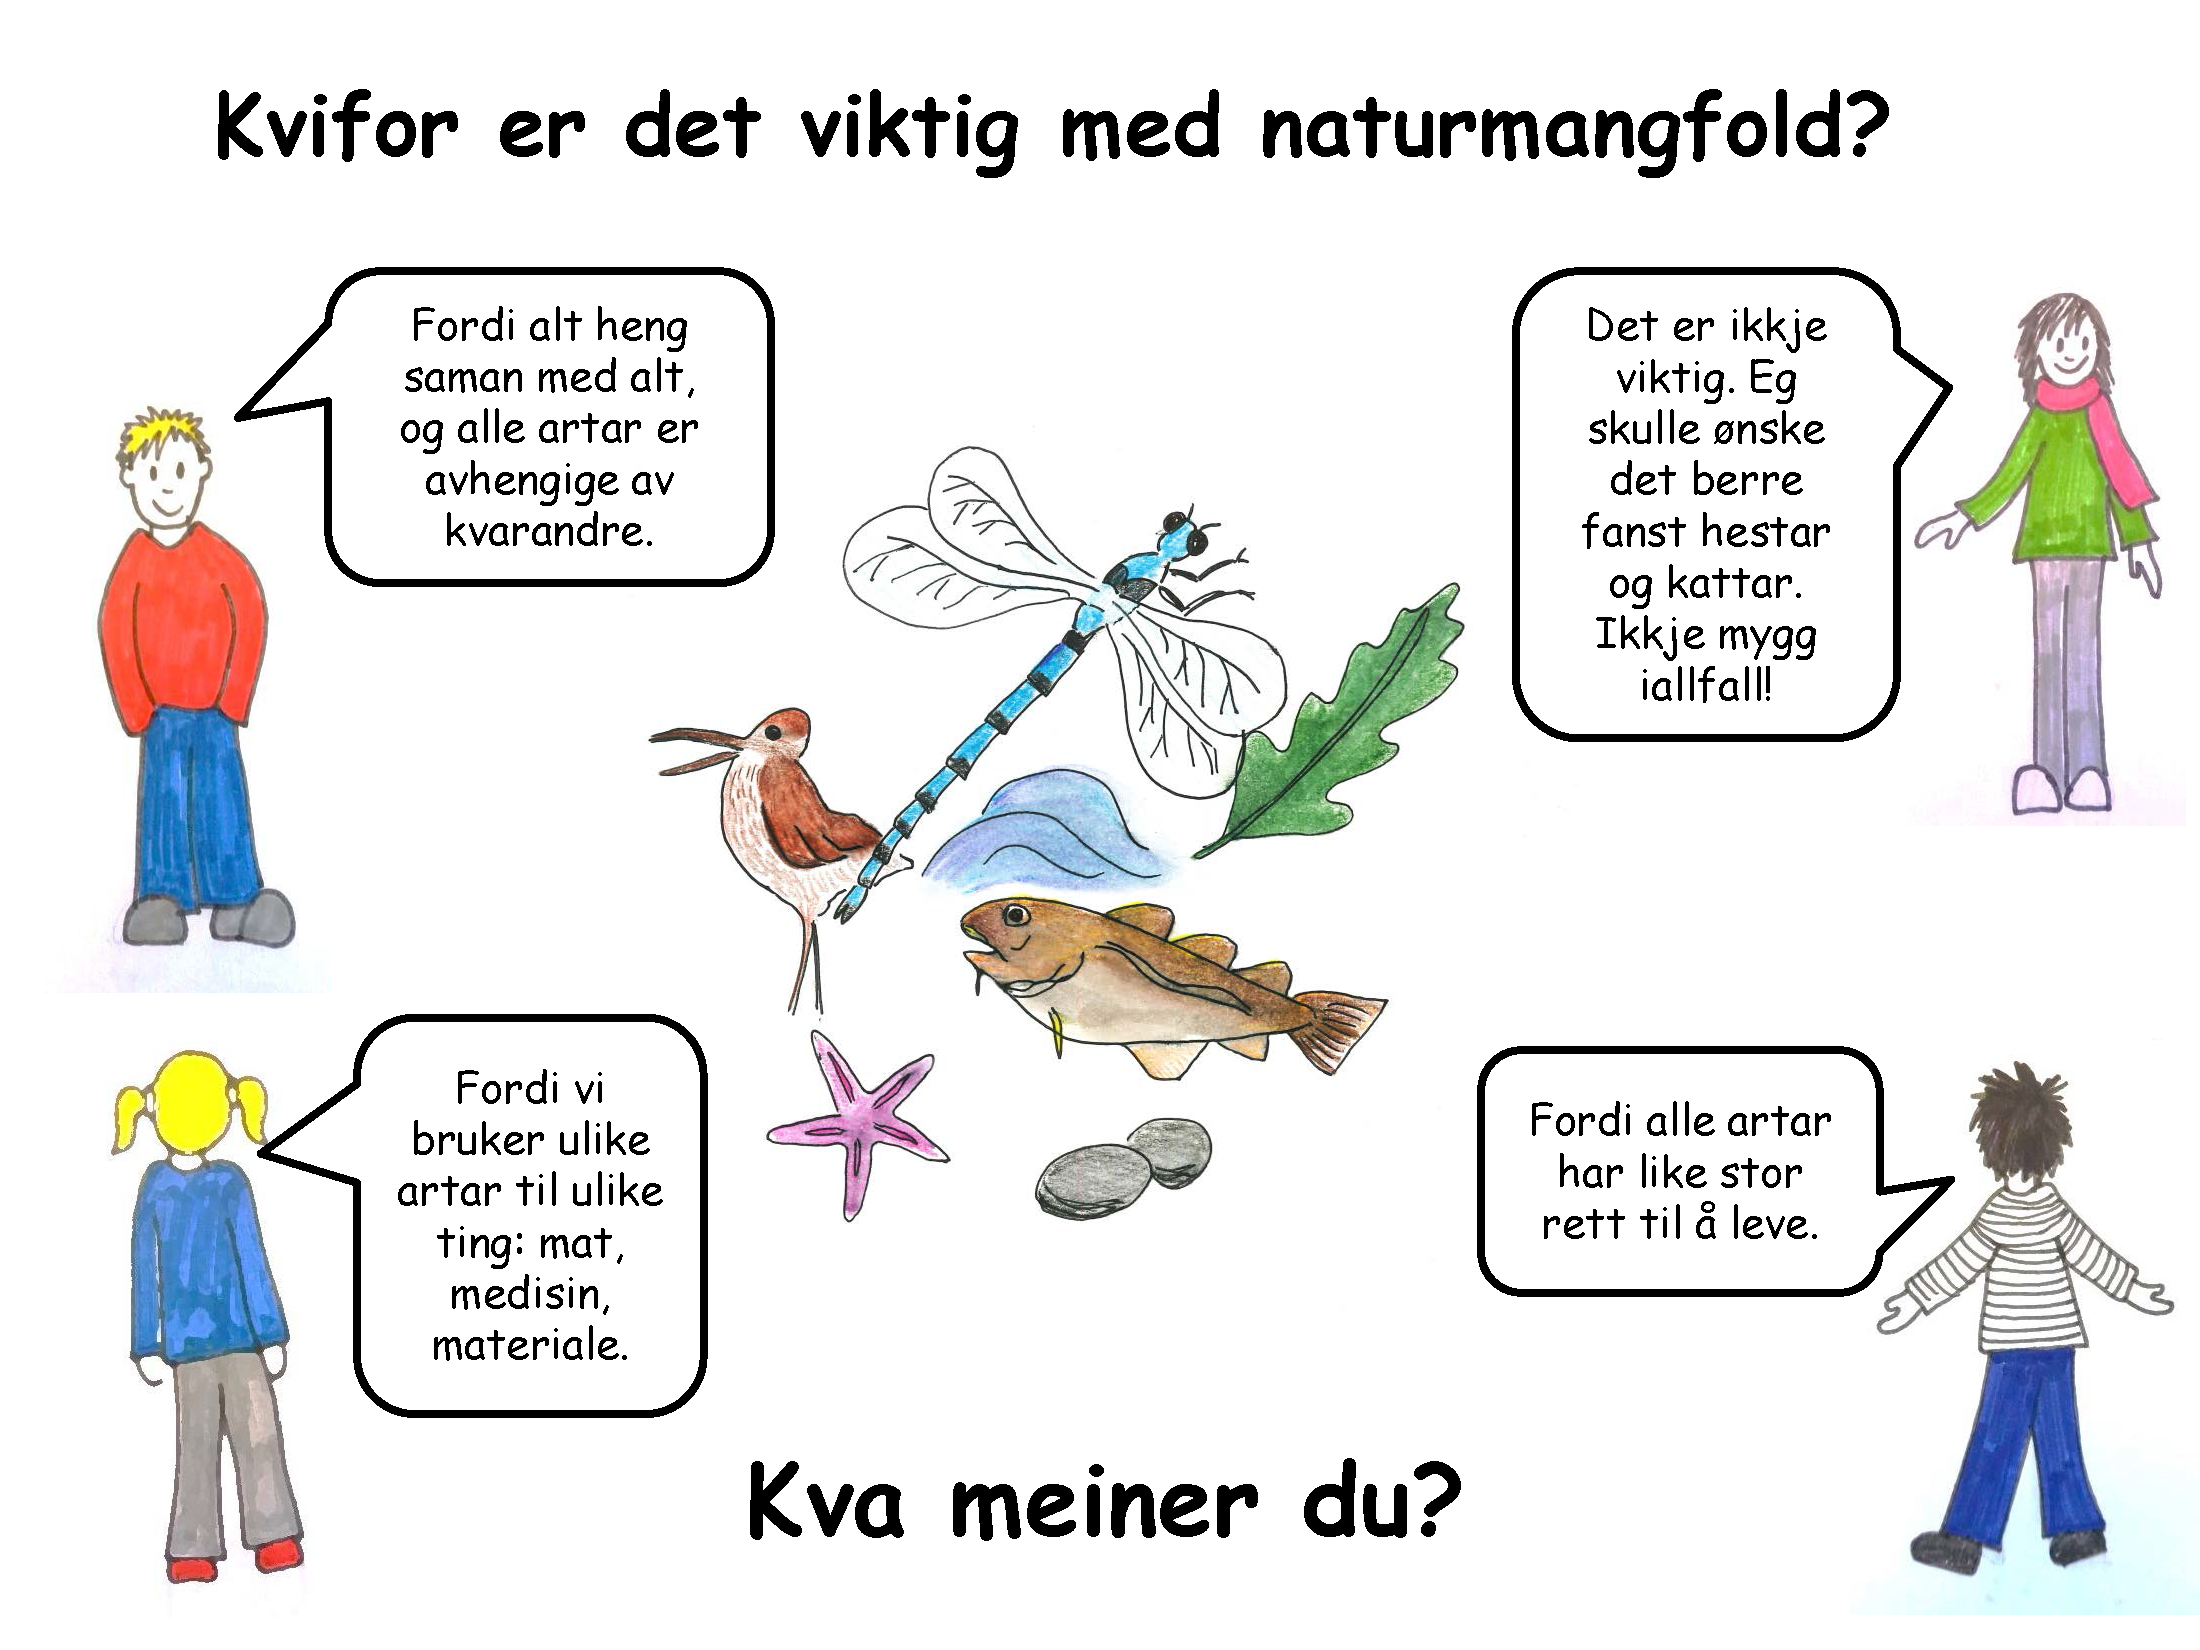 Kvifor er det viktig med naturmangfold?
Fordi alt heng
saman med alt,
og alle artar er
avhengige av
kvarandre.
Det er ikkje
viktig. Eg
skulle ønske
det berre
fanst hestar
og kattar.
Ikkje mygg
iallfall!
Fordi vi
bruker ulike
artar til ulike
ting: mat,
medisin,
materiale.
Fordi alle artar
har like stor
rett til å leve.
Kva meiner du?